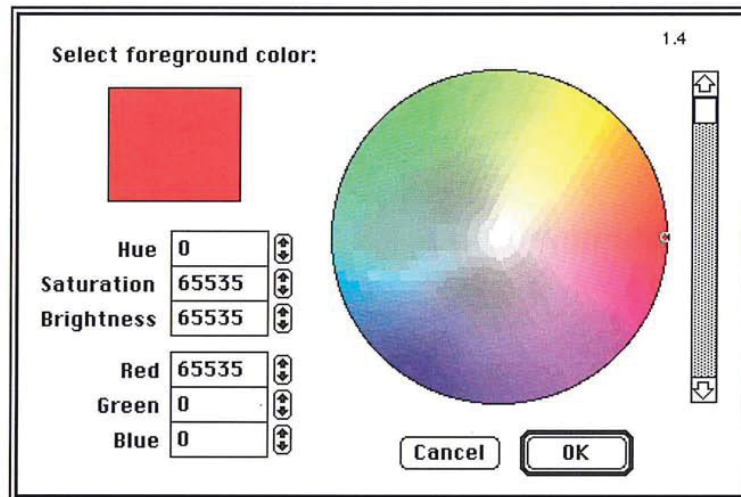 1.4
Select foreground color:
Hue 0
Saturation 65535
Brightness 65535
Red 65535
Green 0
Blue 0
Cancel OK